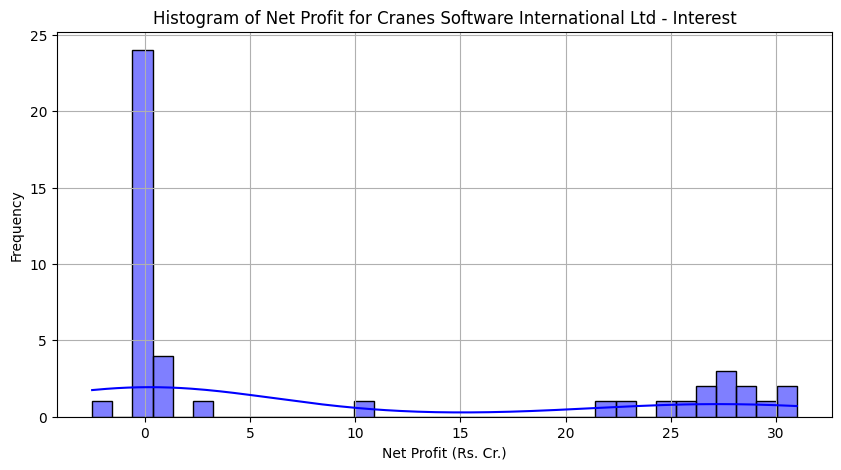 Histogram of Net Profit for Cranes Software International Ltd - Interest
25
20
15
10
5
0
Frequency
0 5 10 15 20 25 30
Net Profit (Rs. Cr.)